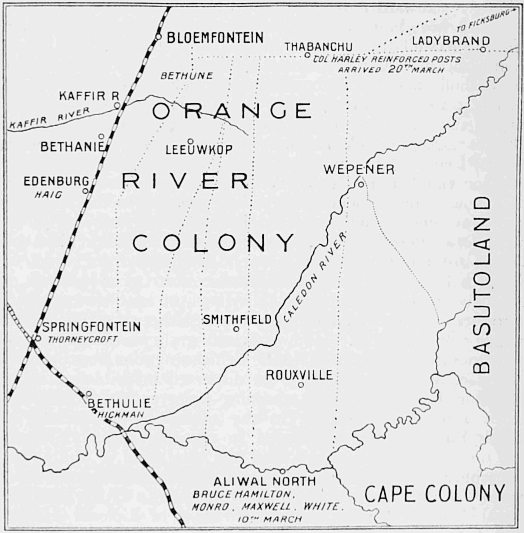 TO FICKSBURG
BLOEMFONTEIN
THABANCHU
LADYBRAND
COL HARLEY REINFORCED POSTS
ARRIVED 20TH MARCH
BETHUNE
KAFFIR R
ORANGE
KAFFIR RIVER
BETHANIE
LEEUWKOP
WEPENER
EDENBURG
HAIG
RIVER
COLONY
BASUTOLAND
CALEDON RIVER.
SMITHFIELD
SPRINGFONTEIN
THORNEYCROFT
ROUXVILLE
BETHULIE
HICKMAN
ALIWAL NORTH
BRUCE HAMILTON,
MONRO, MAXWELL, WHITE.
10TH MARCH
CAPE COLONY